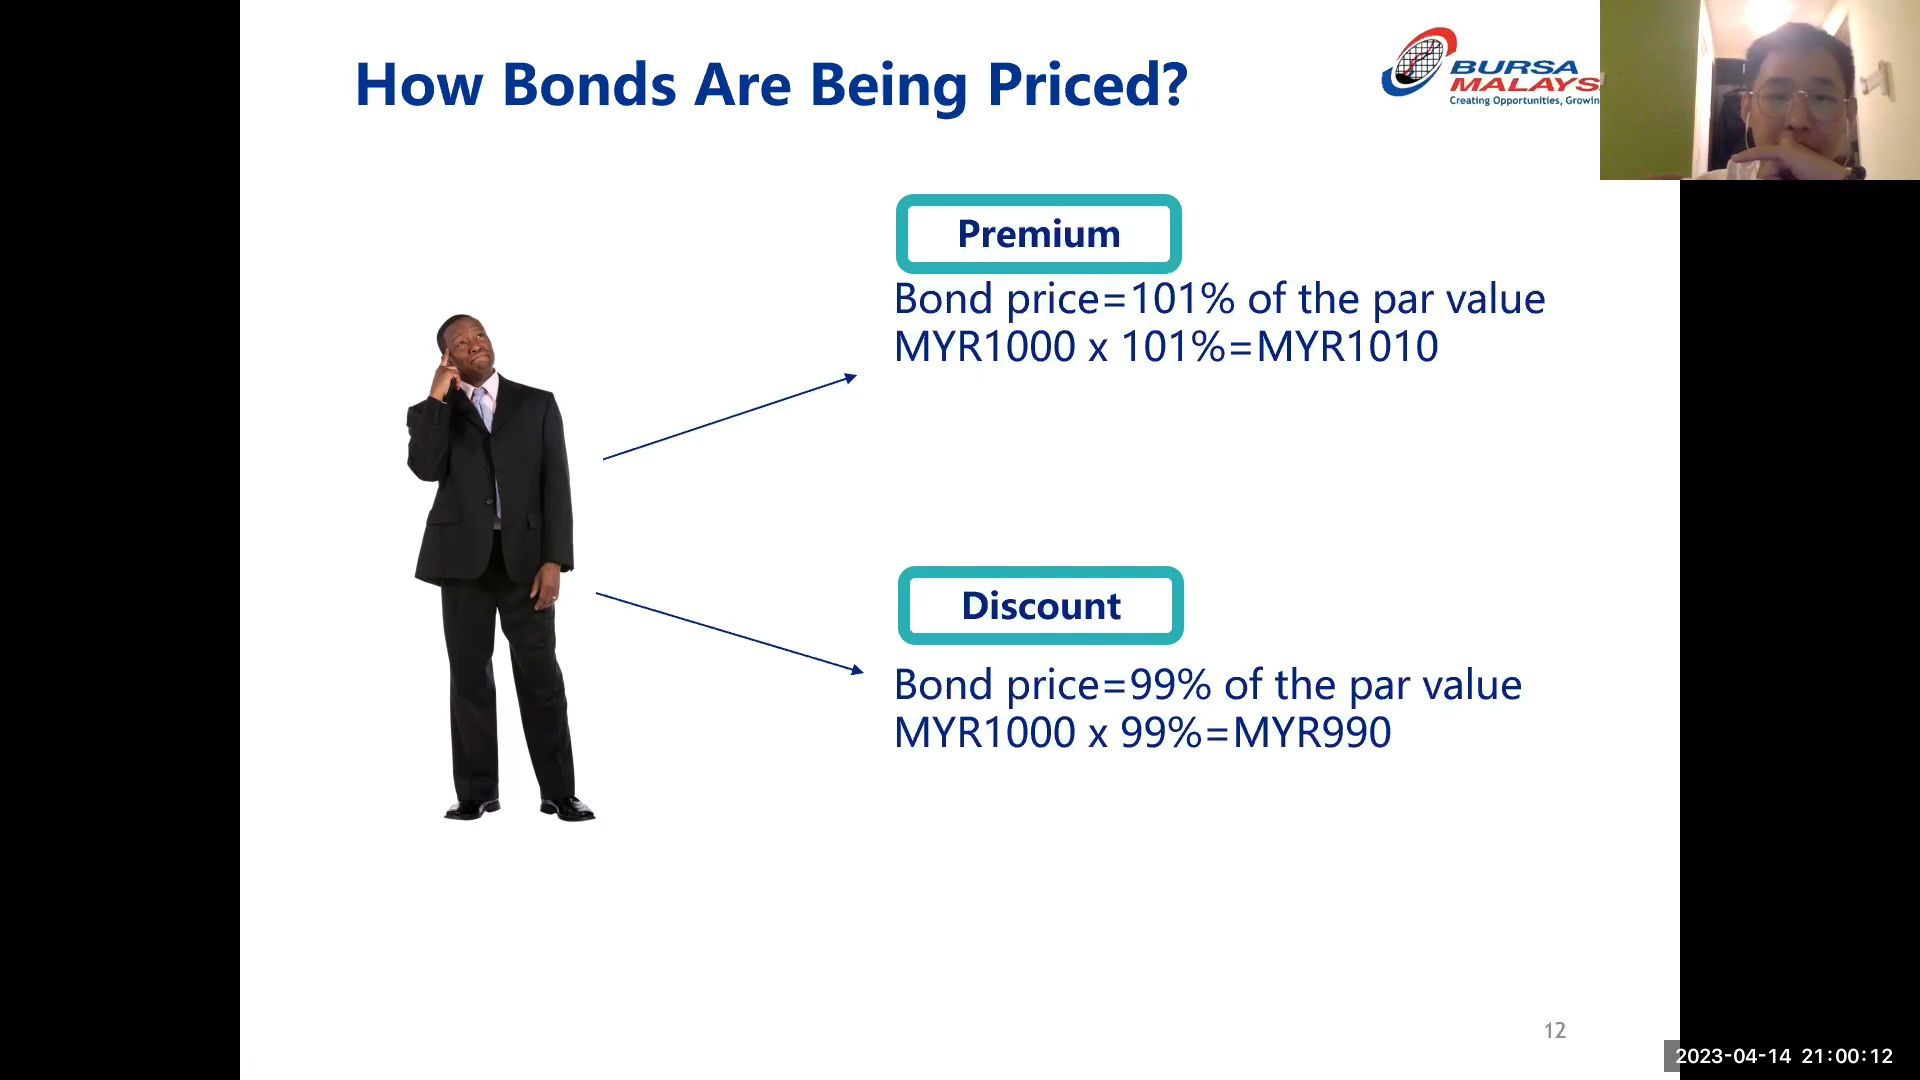 How Bonds Are Being Priced?
BURSA
MALAYS
Creating Opportunities, Growin
Premium
Bond price=101% of the par value
MYR1000 x 101%=MYR1010
Discount
Bond price=99% of the par value
MYR1000 x 99%=MYR990
12
2023-04-14 21:00:12